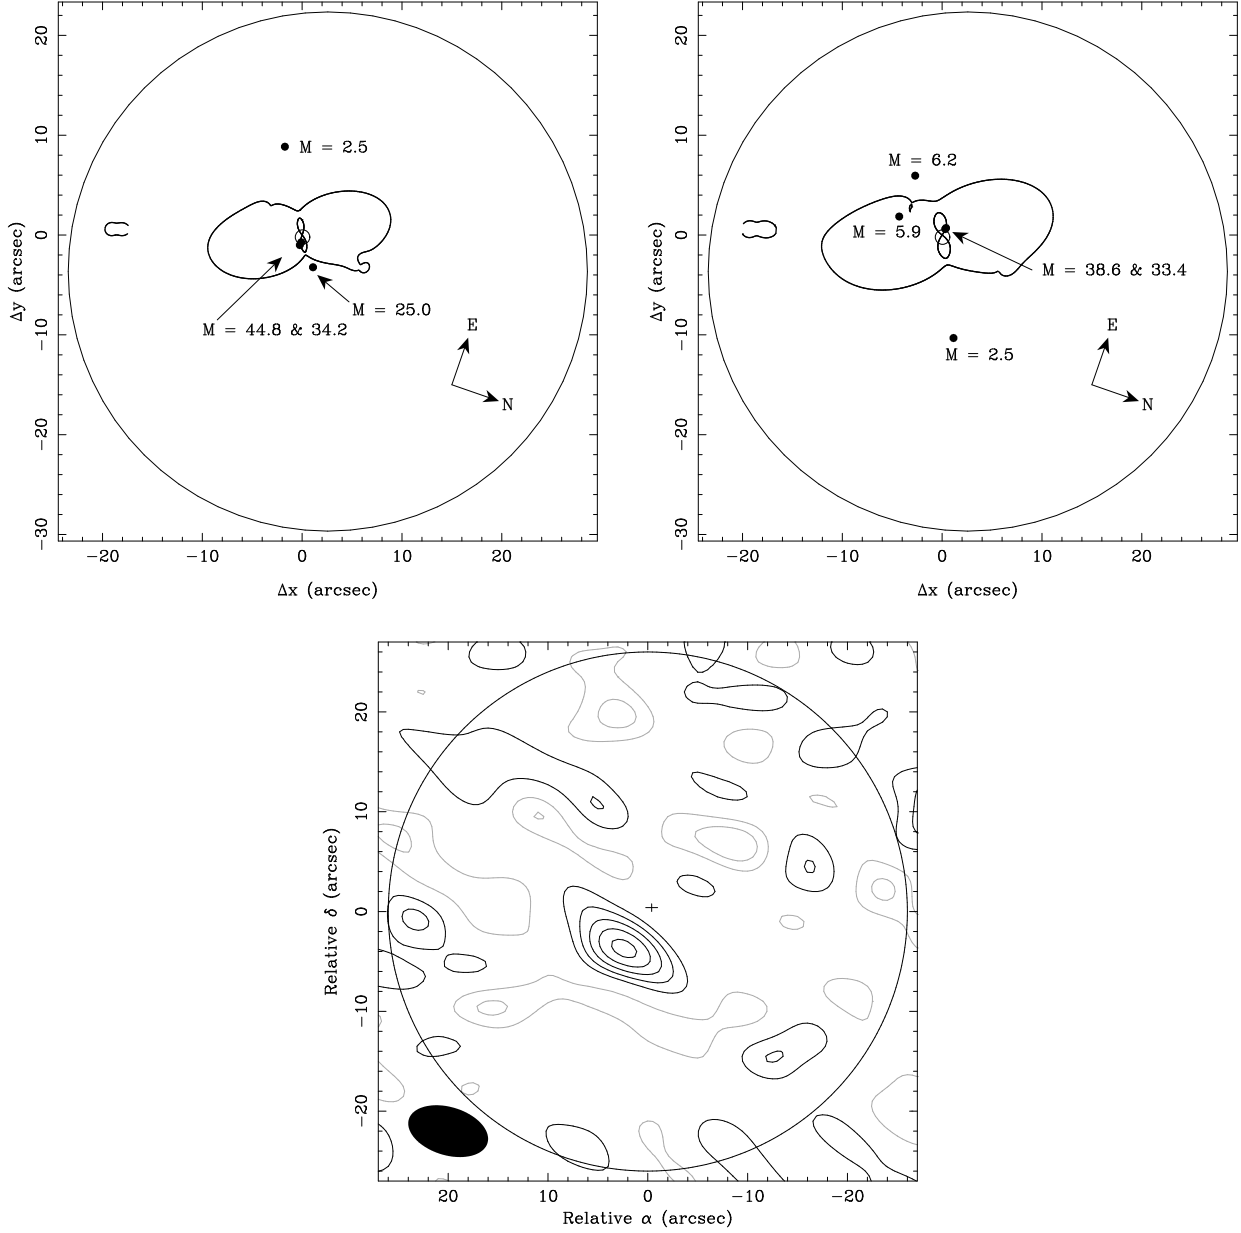 20
10
0
−10
−20
−30
Δy (arcsec)
−20 −10 0 10 20
Δx (arcsec)
M = 2.5
M = 25.0
M = 44.8 & 34.2
E
N
20
10
0
−10
−20
−30
Δy (arcsec)
−20 −10 0 10 20
Δx (arcsec)
M = 6.2
M = 5.9
M = 38.6 & 33.4
M = 2.5
E
N
20
10
0
−10
−20
Relative δ (arcsec)
20 10 0 −10 −20
Relative α (arcsec)